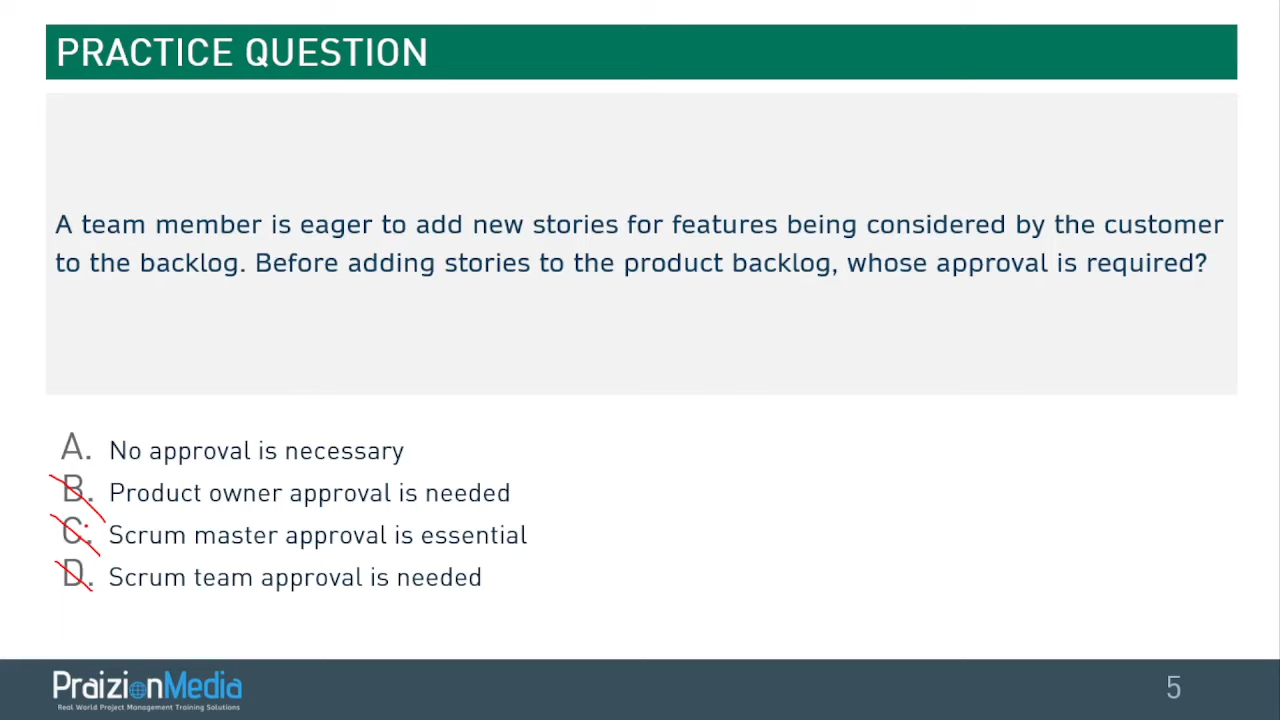 PRACTICE QUESTION
A team member is eager to add new stories for features being considered by the customer
to the backlog. Before adding stories to the product backlog, whose approval is required?
A. No approval is necessary
B. Product owner approval is needed
C. Scrum master approval is essential
D. Scrum team approval is needed
PraizionMedia
Real World Project Management Training Solutions
5